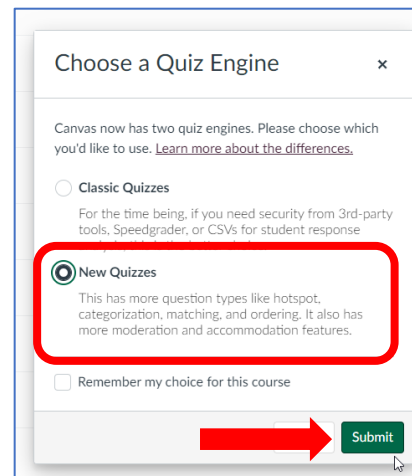 Choose a Quiz Engine ×
Canvas now has two quiz engines. Please choose which
you'd like to use. Learn more about the differences.
Classic Quizzes
For the time being, if you need security from 3rd-party
tools, Speedgrader, or CSVs for student response
New Quizzes
This has more question types like hotspot,
categorization, matching, and ordering. It also has
more moderation and accommodation features.
Remember my choice for this course
Submit